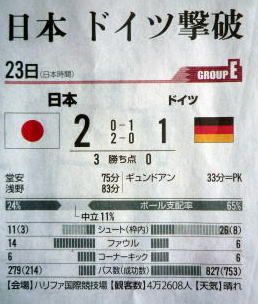 日本 ドイツ撃破
23日(日本時間)
GROUP E
日本 ドイツ
2 0-1 1
2-0
3 勝ち点 0
堂安 75分 ギュンドアン 33分=PK
浅野 83分
24% ボール支配率 65%
中立11%
11(3) シュート(枠内) 26(8)
14 ファウル 6
6 コーナーキック 6
279(214) パス数(成功数) 827(753)
【会場】ハリファ国際競技場【観客数】4万2608人【天気】晴れ